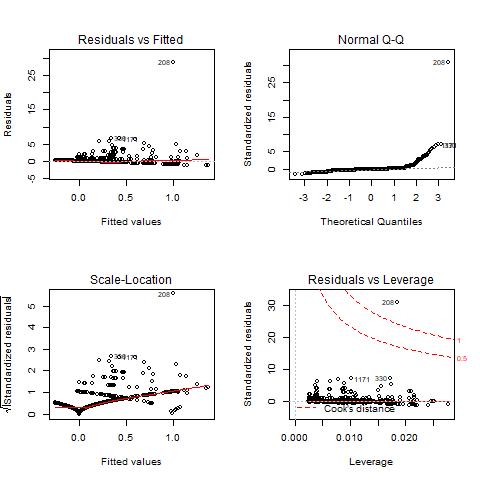 Residuals vs Fitted
Residuals
-5 5 15 25
208
1171
0.0 0.5 1.0
Fitted values
Normal Q-Q
Standardized residuals
-5 5 15 25
208
-3 -2 -1 0 1 2 3
Theoretical Quantiles
Scale-Location
√|Standardized residuals|
0 1 2 3 4 5
208
1171
0.0 0.5 1.0
Fitted values
Residuals vs Leverage
Standardized residuals
0 10 20 30
208
1171
330
1
0.5
Cook's distance
0.000 0.010 0.020
Leverage